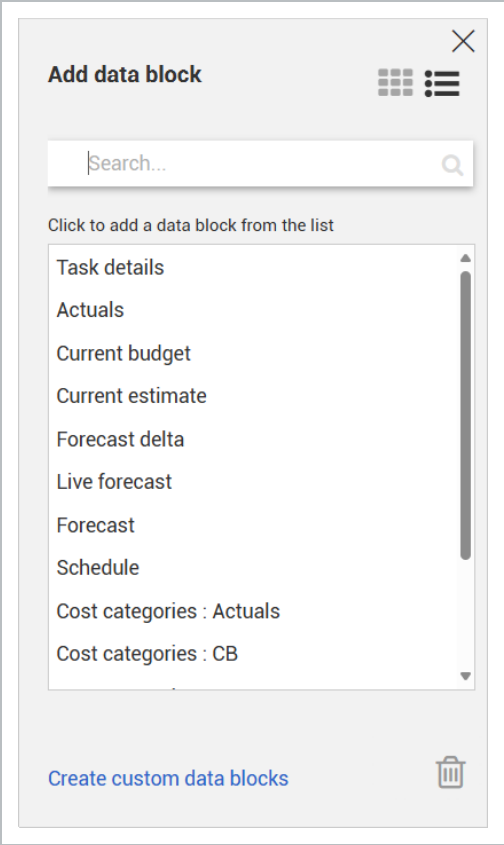 Add data block
Search...
Click to add a data block from the list
Task details
Actuals
Current budget
Current estimate
Forecast delta
Live forecast
Forecast
Schedule
Cost categories : Actuals
Cost categories : CB
Create custom data blocks